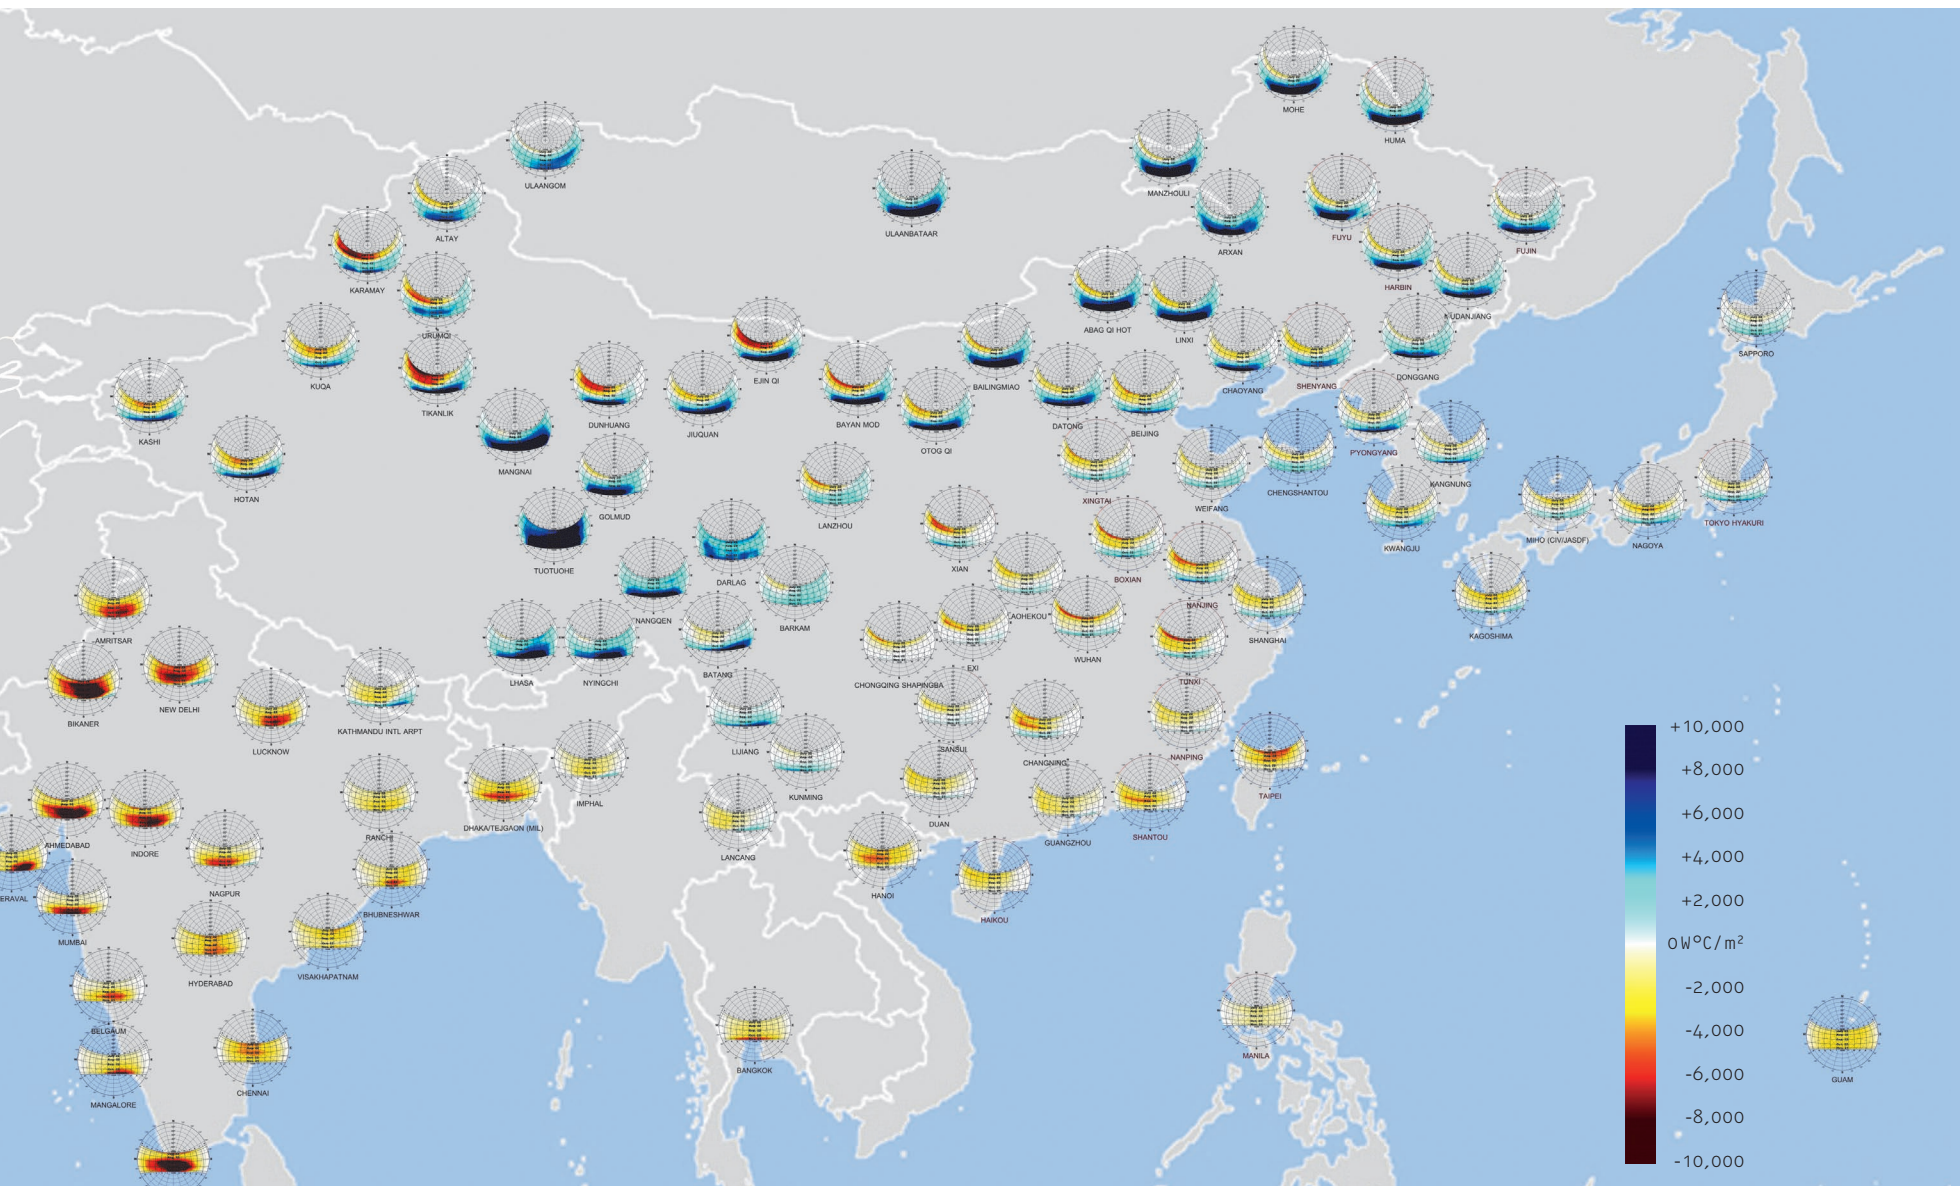 MOHE
HUMA
ULAANGOM
MANZHOULI
ULAANBATAAR
ALTAY
FUYU
ARXAN
FUJIN
KARAMAY
HARBIN
UDANJIANG
URUMQI
ABAG QI HOT
LINXI
SAPPORO
KUQA
EJIN QI
BAILINGMIAO
CHAOYANG
SHENYANG
DONGGANG
TIKANLIK
DUNHUANG
JIUQUAN
BAYAN MOD
DATONG
BEIJING
KASHI
OTOG QI
PYONGYANG
MANGNAI
KANGNUNG
HOTAN
CHENGSHANTOU
XINGTAI
WEIFANG
GOLMUD
LANZHOU
TOKYO HYAKURI
MIHO (CIV/JASDF)
NAGOYA
KWANGJU
TUOTUOHE
DARLAG
XIAN
BOXIAN
NANJING
AOHEKOU
NANGQEN
BARKAM
SHANGHAI
KAGOSHIMA
AMRITSAR
WUHAN
EXI
BATANG
LHASA
NYINGCHI
CHONGQING SHAPINGBA
TUNXI
NEW DELHI
BIKANER
KATHMANDU INTL ARPT
LUCKNOW
LIJIANG
SANSUI
CHANGNING
NANPING
KUNMING
IMPHAL
TAIPEI
DUAN
DHAKA/TEJGAON (MIL)
RANCHI
SHANTOU
GUANGZHOU
AHMEDABAD
INDORE
LANCANG
ERAVAL
NAGPUR
HANOI
BHUBNESHWAR
HAIKOU
MUMBAI
VISAKHAPATNAM
HYDERABAD
BELGAUM
MANILA
BANGKOK
GUAM
CHENNAI
MANGALORE
+10,000
+8,000
+6,000
+4,000
+2,000
0 W°C/m²
-2,000
-4,000
-6,000
-8,000
-10,000